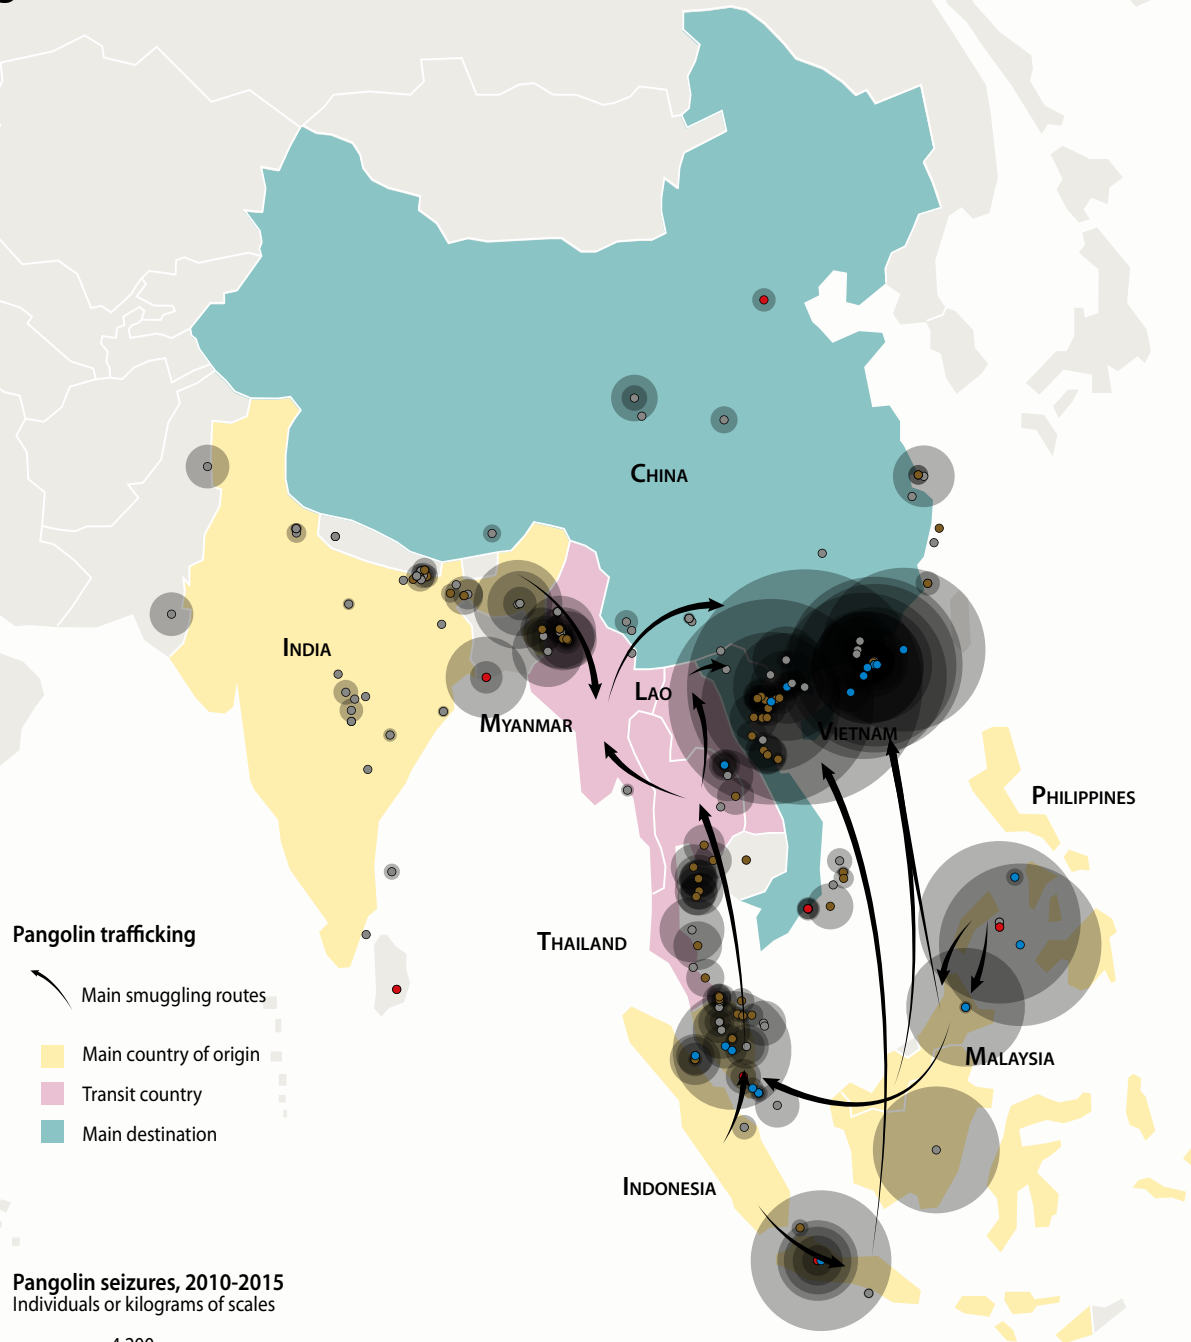 China
India
Lao
Myanmar
Vietnam
Philippines
Thailand
Malaysia
Indonesia
Pangolin trafficking
Main smuggling routes
Main country of origin
Transit country
Main destination
Pangolin seizures, 2010-2015
Individuals or kilograms of scales